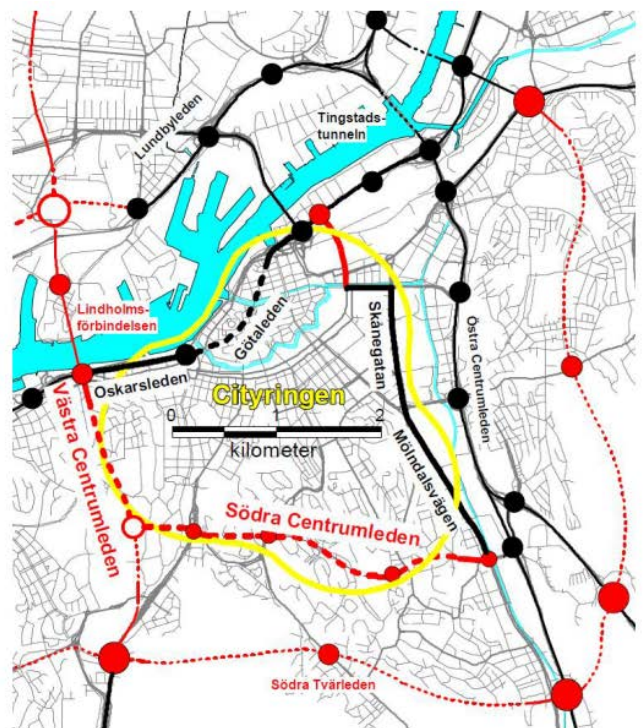 Lundbyleden
Tingstads-
tunneln
Lindholms-
förbindelsen
Götaleden
Skånegatan
Östra Centrumleden
Oskarsleden
Cityringen
0 1 2
kilometer
Västra Centrumleden
Mölndalsvägen
Södra Centrumleden
Södra Tvärleden